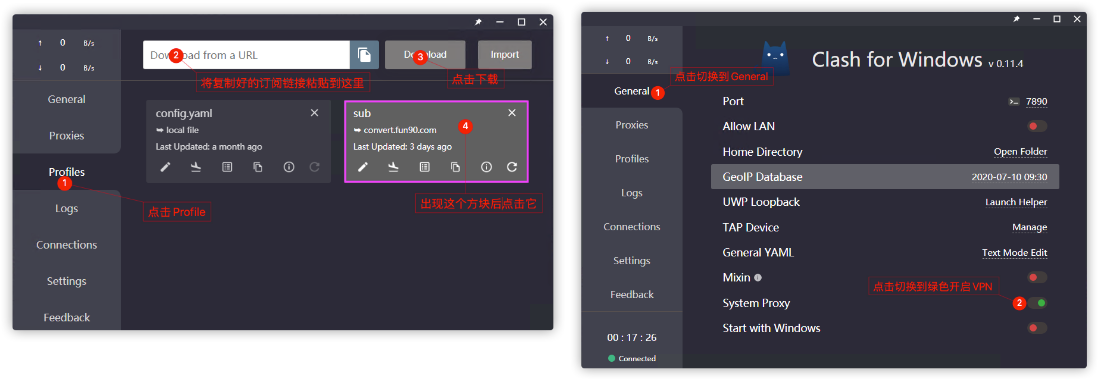 ↑ 0 B/s
↓ 0 B/s
General
Proxies
Profiles
1
点击 Profile
Logs
Connections
Settings
Feedback
Download from a URL
2
将复制好的订阅链接粘贴到这里
Download
3
点击下载
Import
config.yaml
local file
Last Updated: a month ago
sub
4
convert.fun90.com
Last Updated: 3 days ago
出现这个方块后点击它
↑ 0 B/s
↓ 0 B/s
点击切换到 General
General
1
Proxies
Profiles
Logs
Connections
Settings
Feedback
00 : 17 : 26
Connected
Clash for Windows v 0.11.4
Port 7890
Allow LAN
Home Directory Open Folder
GeoIP Database 2020-07-10 09:30
UWP Loopback Launch Helper
TAP Device Manage
General YAML Text Mode Edit
Mixin
点击切换到绿色开启VPN
System Proxy 2
Start with Windows